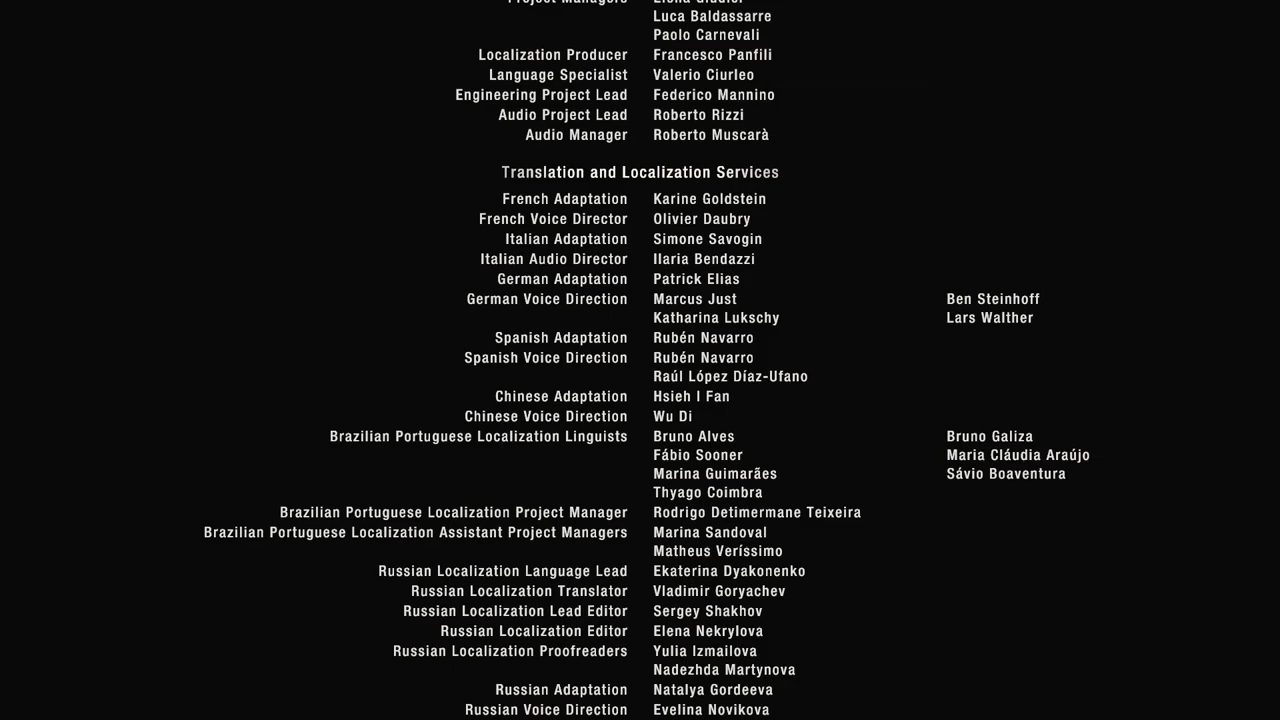 Project Managers Elena Giudici
Luca Baldassarre
Paolo Carnevali
Localization Producer Francesco Panfili
Language Specialist Valerio Ciurleo
Engineering Project Lead Federico Mannino
Audio Project Lead Roberto Rizzi
Audio Manager Roberto Muscarà
Translation and Localization Services
French Adaptation Karine Goldstein
French Voice Director Olivier Daubry
Italian Adaptation Simone Savogin
Italian Audio Director Ilaria Bendazzi
German Adaptation Patrick Elias
German Voice Direction Marcus Just Ben Steinhoff
Katharina Lukschy Lars Walther
Spanish Adaptation Rubén Navarro
Spanish Voice Direction Rubén Navarro
Raúl López Díaz-Ufano
Chinese Adaptation Hsieh I Fan
Chinese Voice Direction Wu Di
Brazilian Portuguese Localization Linguists Bruno Alves Bruno Galiza
Fábio Sooner Maria Cláudia Araújo
Marina Guimarães Sávio Boaventura
Thyago Coimbra
Brazilian Portuguese Localization Project Manager Rodrigo Detimermane Teixeira
Brazilian Portuguese Localization Assistant Project Managers Marina Sandoval
Matheus Veríssimo
Russian Localization Language Lead Ekaterina Dyakonenko
Russian Localization Translator Vladimir Goryachev
Russian Localization Lead Editor Sergey Shakhov
Russian Localization Editor Elena Nekrylova
Russian Localization Proofreaders Yulia Izmailova
Nadezhda Martynova
Russian Adaptation Natalya Gordeeva
Russian Voice Direction Evelina Novikova